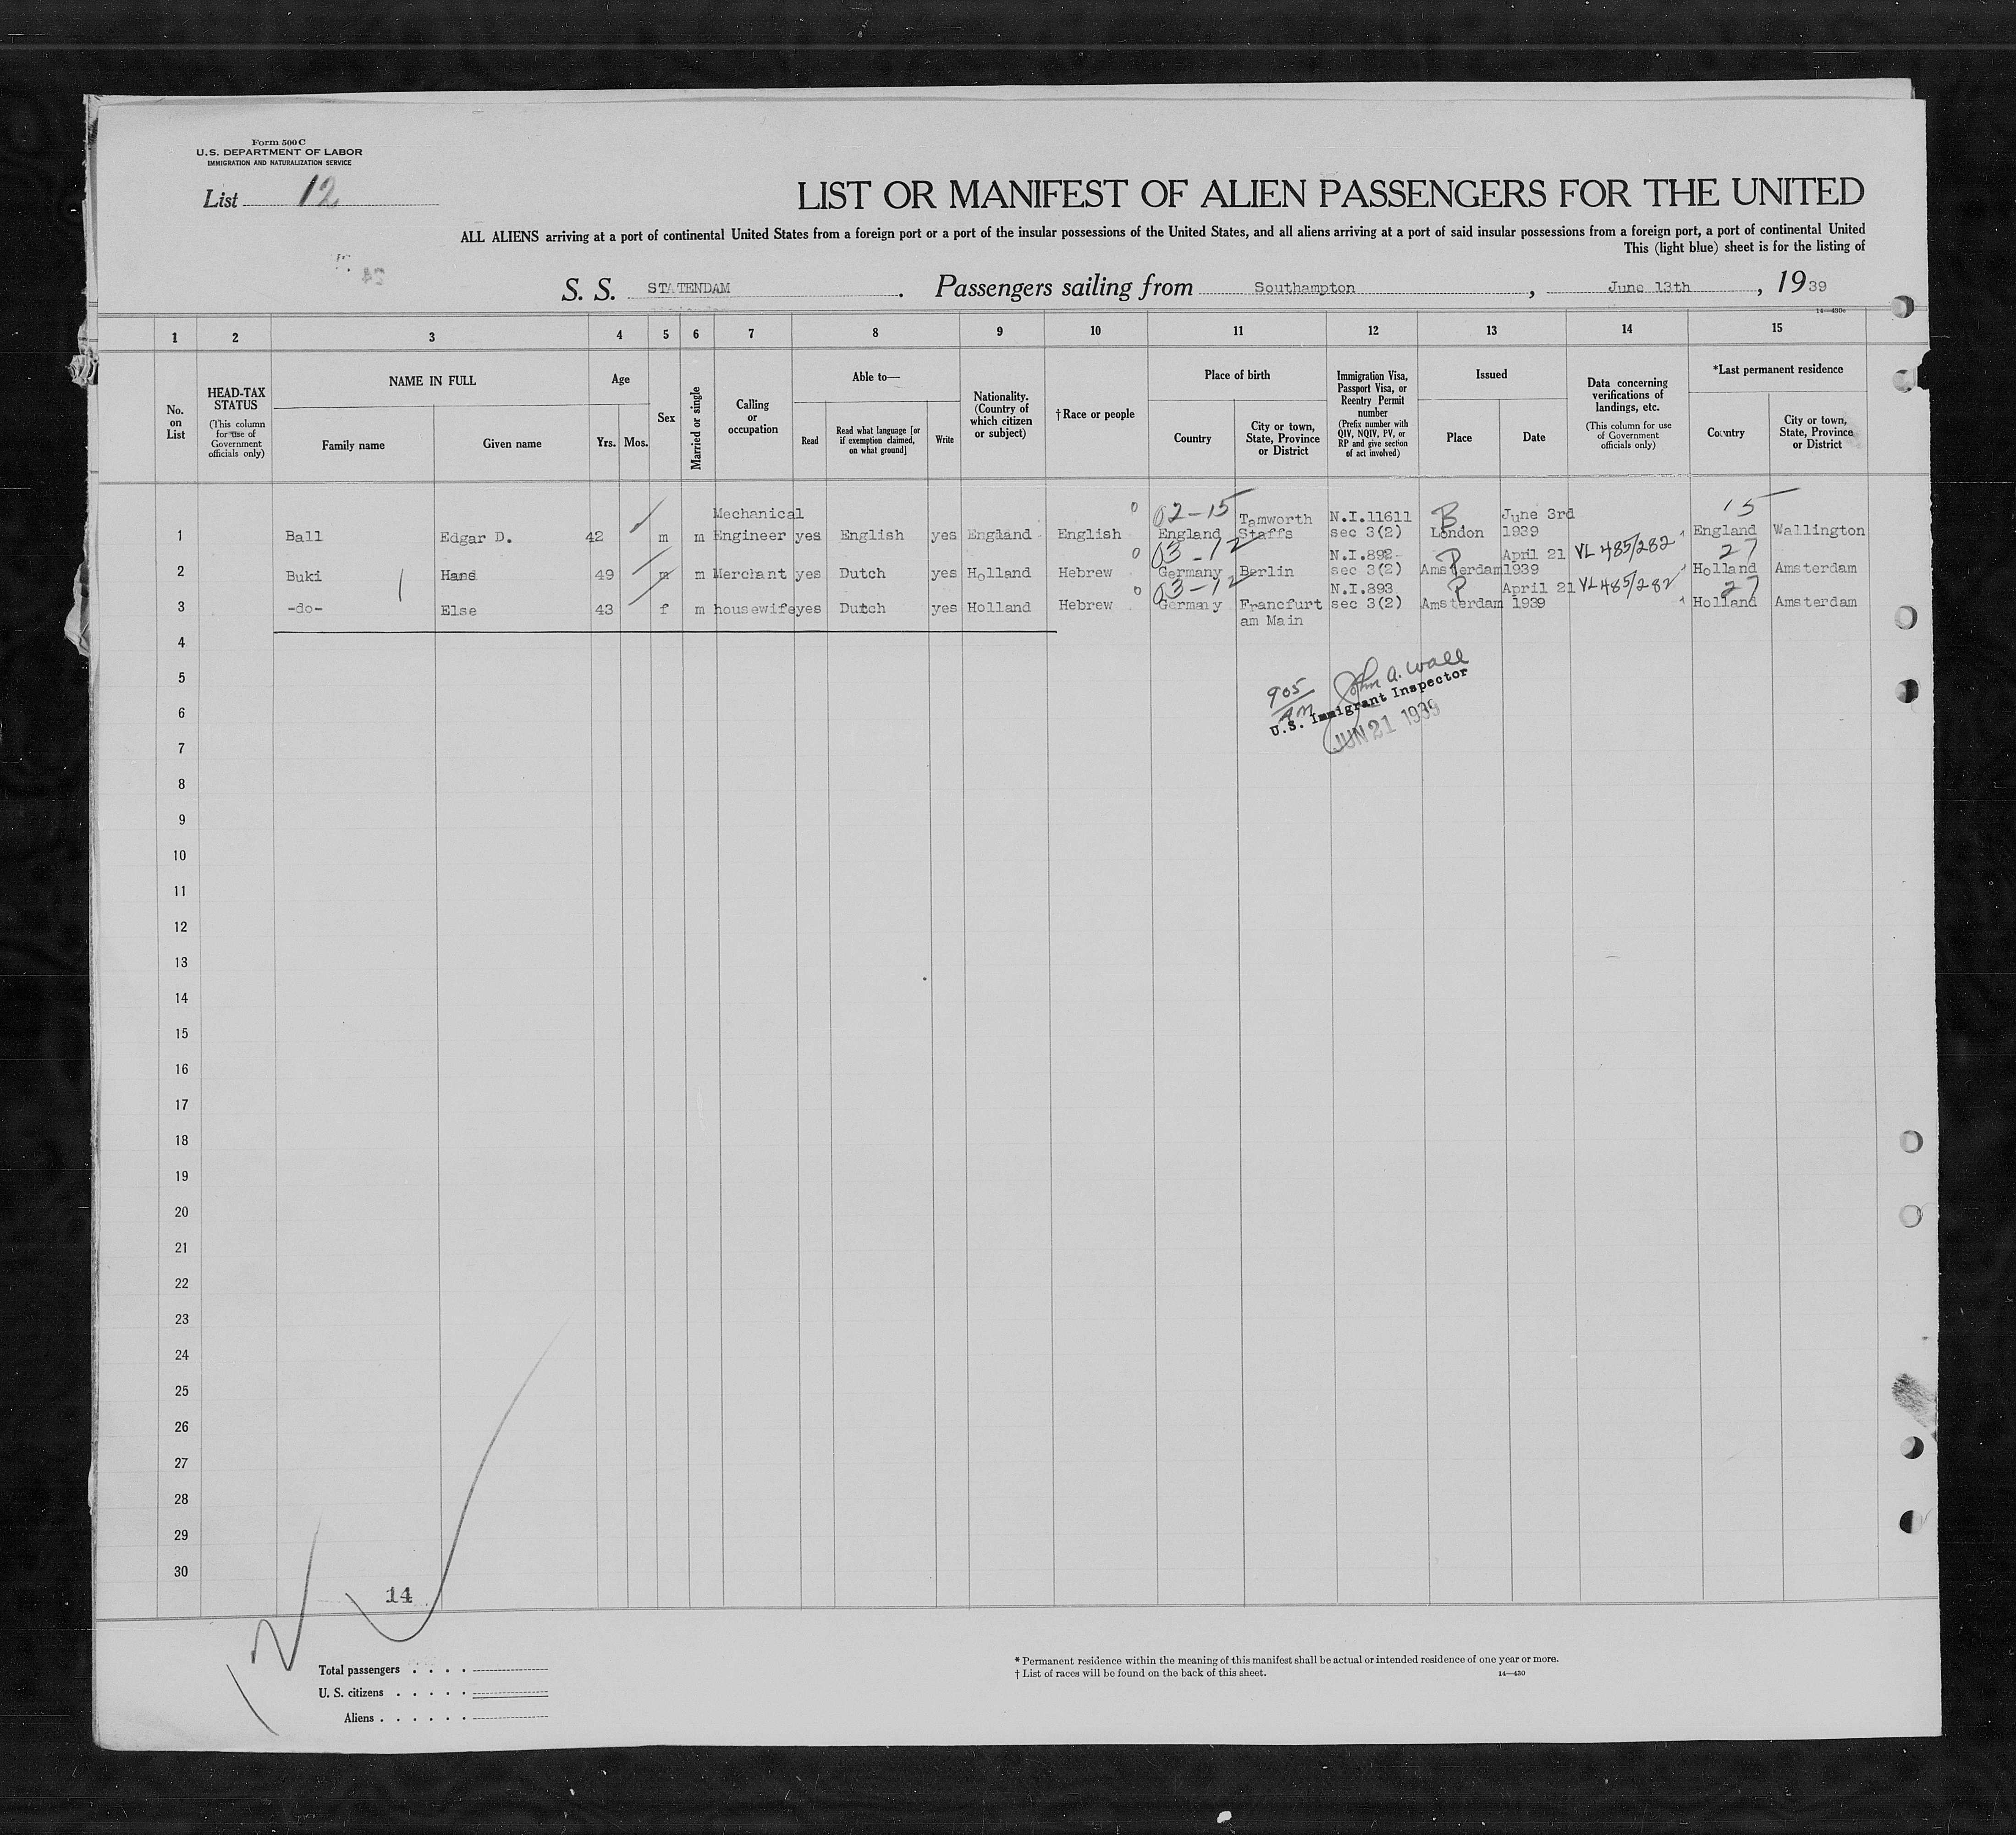 Form 500 C
U.S. DEPARTMENT OF LABOR
IMMIGRATION AND NATURALIZATION SERVICE
List 12
LIST OR MANIFEST OF ALIEN PASSENGERS FOR THE UNITED
ALL ALIENS arriving at a port of continental United States from a foreign port or a port of the insular possessions of the United States, and all aliens arriving at a port of said insular possessions from a foreign port, a port of continental United
This (light blue) sheet is for the listing of
S. S. STATENDAM . Passengers sailing from Southampton , June 13th , 1939
14—430c
1 2 3 4 5 6 7 8 9 10 11 12 13 14 15
No. on List
HEAD-TAX STATUS (This column for use of Government officials only)
NAME IN FULL
Family name Given name
Age
Yrs. Mos.
Sex
Married or single
Calling or occupation
Able to—
Read
Read what language [or if exemption claimed, on what ground]
Write
Nationality. (Country of which citizen or subject)
† Race or people
Place of birth
Country
City or town, State, Province or District
Immigration Visa, Passport Visa, or Reentry Permit number (Prefix number with QIV, NQIV, PV, or RP and give section of act involved)
Issued
Place Date
Data concerning verifications of landings, etc. (This column for use of Government officials only)
*Last permanent residence
Country
City or town, State, Province or District
02-15 15
Mechanical Tamworth N.I.11611 B June 3rd
1 Ball Edgar D. 42 m m Engineer yes English yes England English England Staffs sec 3(2) London 1939 England Wallington
03-12 N.I.892 P April 21 VL 485/282 27
2 Buki Hans 49 m m Merchant yes Dutch yes Holland Hebrew Germany Berlin sec 3(2) Amsterdam 1939 Holland Amsterdam
03-12 N.I.893 P April 21 VL 485/282 27
3 -do- Else 43 f m housewife yes Dutch yes Holland Hebrew Germany Francfurt sec 3(2) Amsterdam 1939 Holland Amsterdam
am Main
4
5
905 John A. Wall
AM U.S. Immigrant Inspector
6
JUN 21 1939
7
8
9
10
11
12
13
14
15
16
17
18
19
20
21
22
23
24
25
26
27
28
29
30
14
Total passengers
U. S. citizens
Aliens
* Permanent residence within the meaning of this manifest shall be actual or intended residence of one year or more.
† List of races will be found on the back of this sheet. 14—430